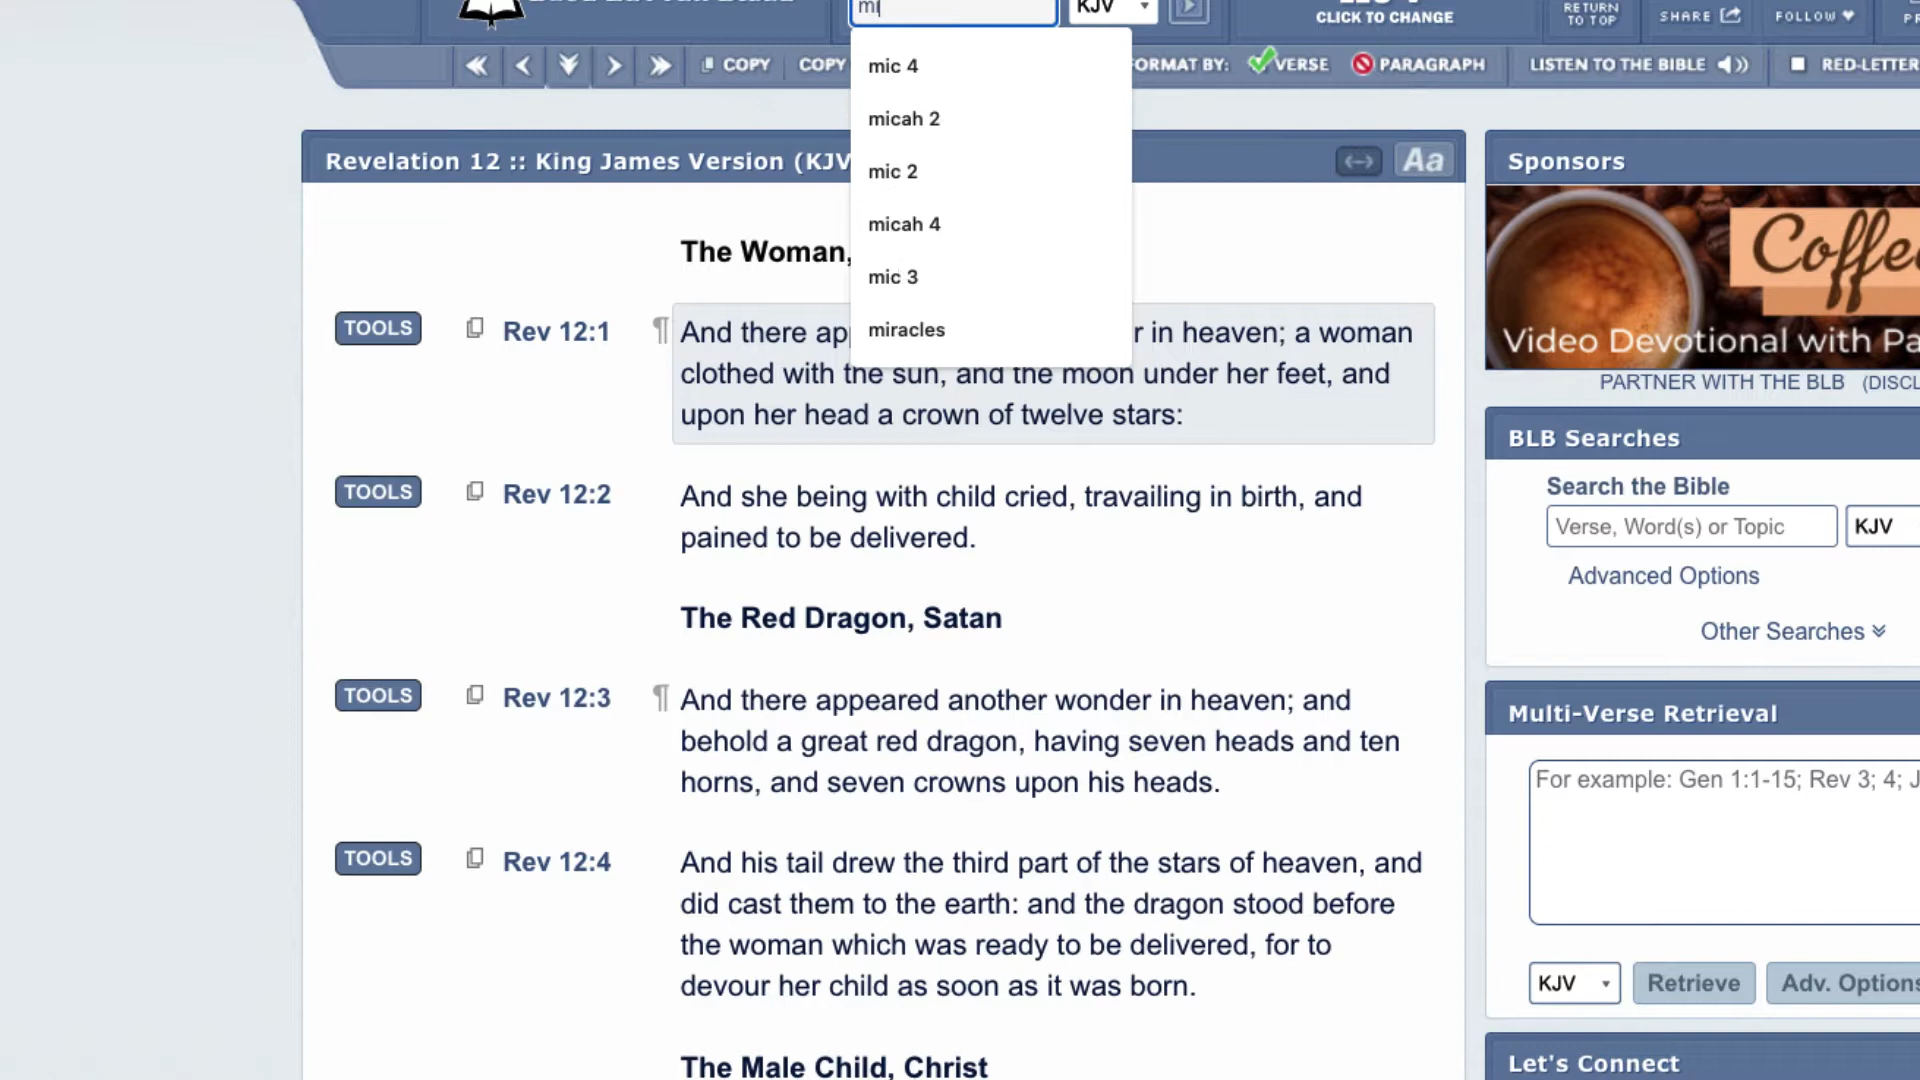 mi
KJV
CLICK TO CHANGE
RETURN
TO TOP
SHARE
FOLLOW
COPY
COPY
FORMAT BY:
VERSE
PARAGRAPH
LISTEN TO THE BIBLE
RED-LETTER
mic 4
micah 2
mic 2
micah 4
mic 3
miracles
Revelation 12 :: King James Version (KJV
Aa
The Woman,
TOOLS
Rev 12:1
¶ And there ap r in heaven; a woman
clothed with the sun, and the moon under her feet, and
upon her head a crown of twelve stars:
TOOLS
Rev 12:2
And she being with child cried, travailing in birth, and
pained to be delivered.
The Red Dragon, Satan
TOOLS
Rev 12:3
¶ And there appeared another wonder in heaven; and
behold a great red dragon, having seven heads and ten
horns, and seven crowns upon his heads.
TOOLS
Rev 12:4
And his tail drew the third part of the stars of heaven, and
did cast them to the earth: and the dragon stood before
the woman which was ready to be delivered, for to
devour her child as soon as it was born.
The Male Child, Christ
Sponsors
Coffe
Video Devotional with Pa
PARTNER WITH THE BLB (DISCL
BLB Searches
Search the Bible
Verse, Word(s) or Topic
KJV
Advanced Options
Other Searches
Multi-Verse Retrieval
For example: Gen 1:1-15; Rev 3; 4; J
KJV
Retrieve
Adv. Options
Let's Connect